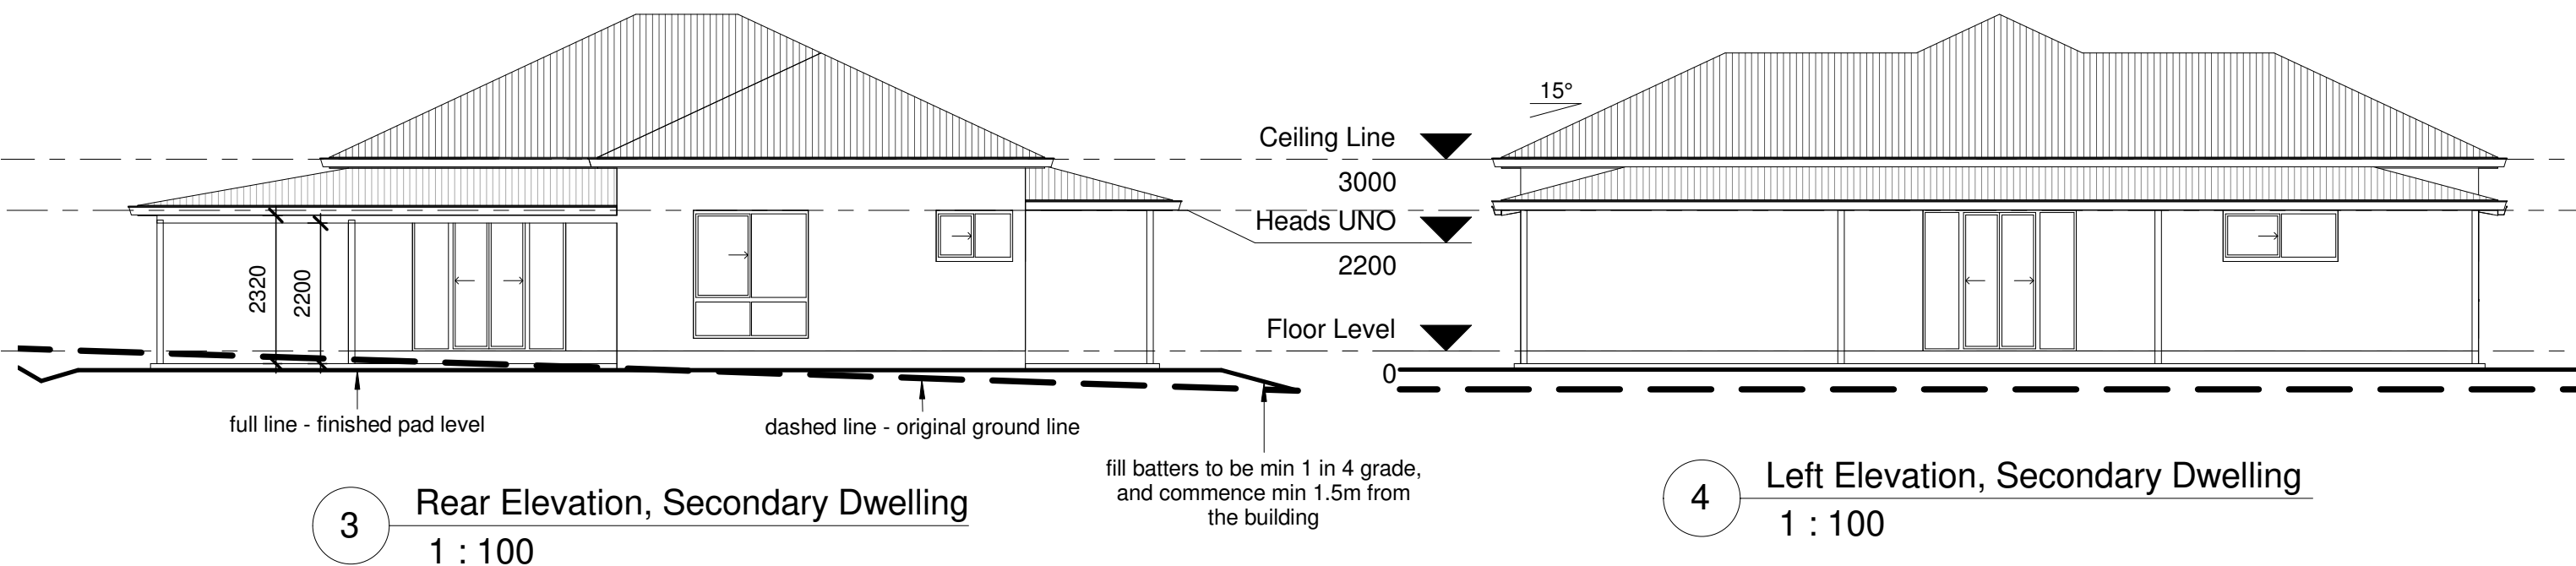 15°
Ceiling Line
3000
Heads UNO
2200
2320
2200
Floor Level
0
full line - finished pad level
dashed line - original ground line
fill batters to be min 1 in 4 grade,
and commence min 1.5m from
the building
3
Rear Elevation, Secondary Dwelling
1 : 100
4
Left Elevation, Secondary Dwelling
1 : 100